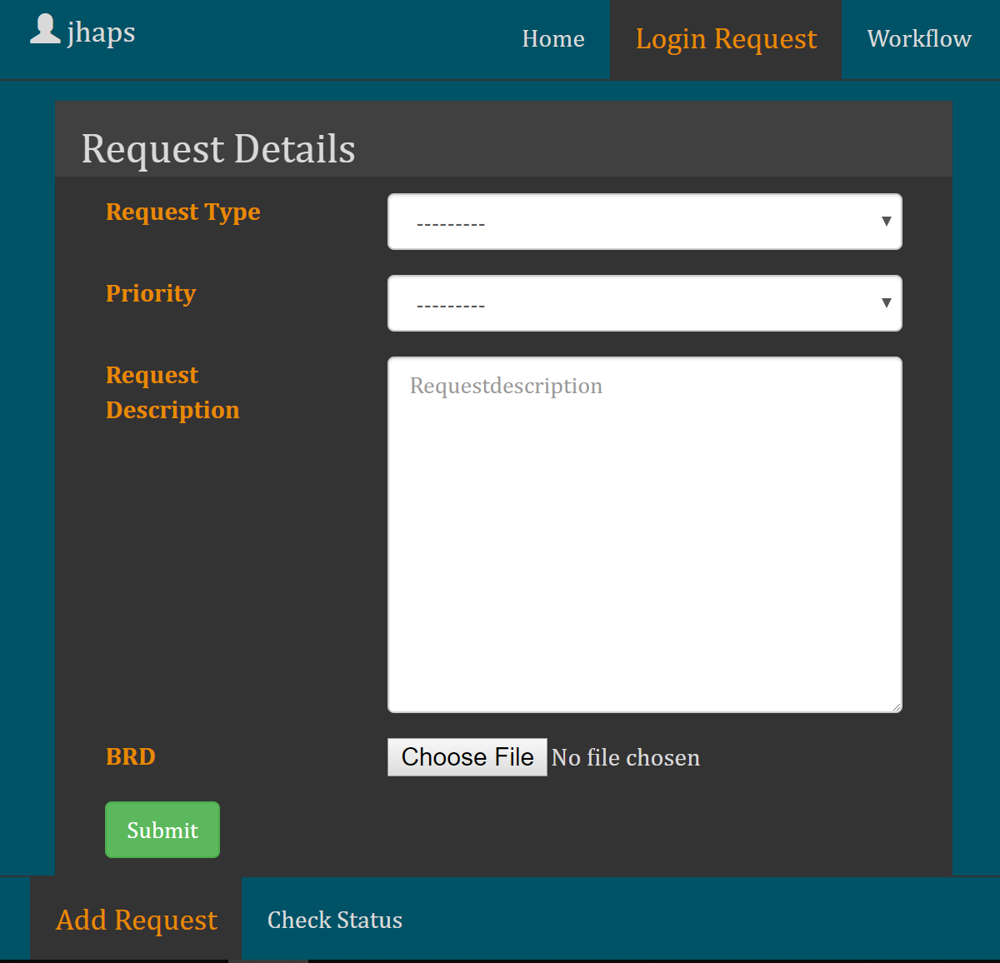 jhaps
Home
Login Request
Workflow
Request Details
Request Type
---------
Priority
---------
Request
Description
Requestdescription
BRD
Choose File
No file chosen
Submit
Add Request
Check Status